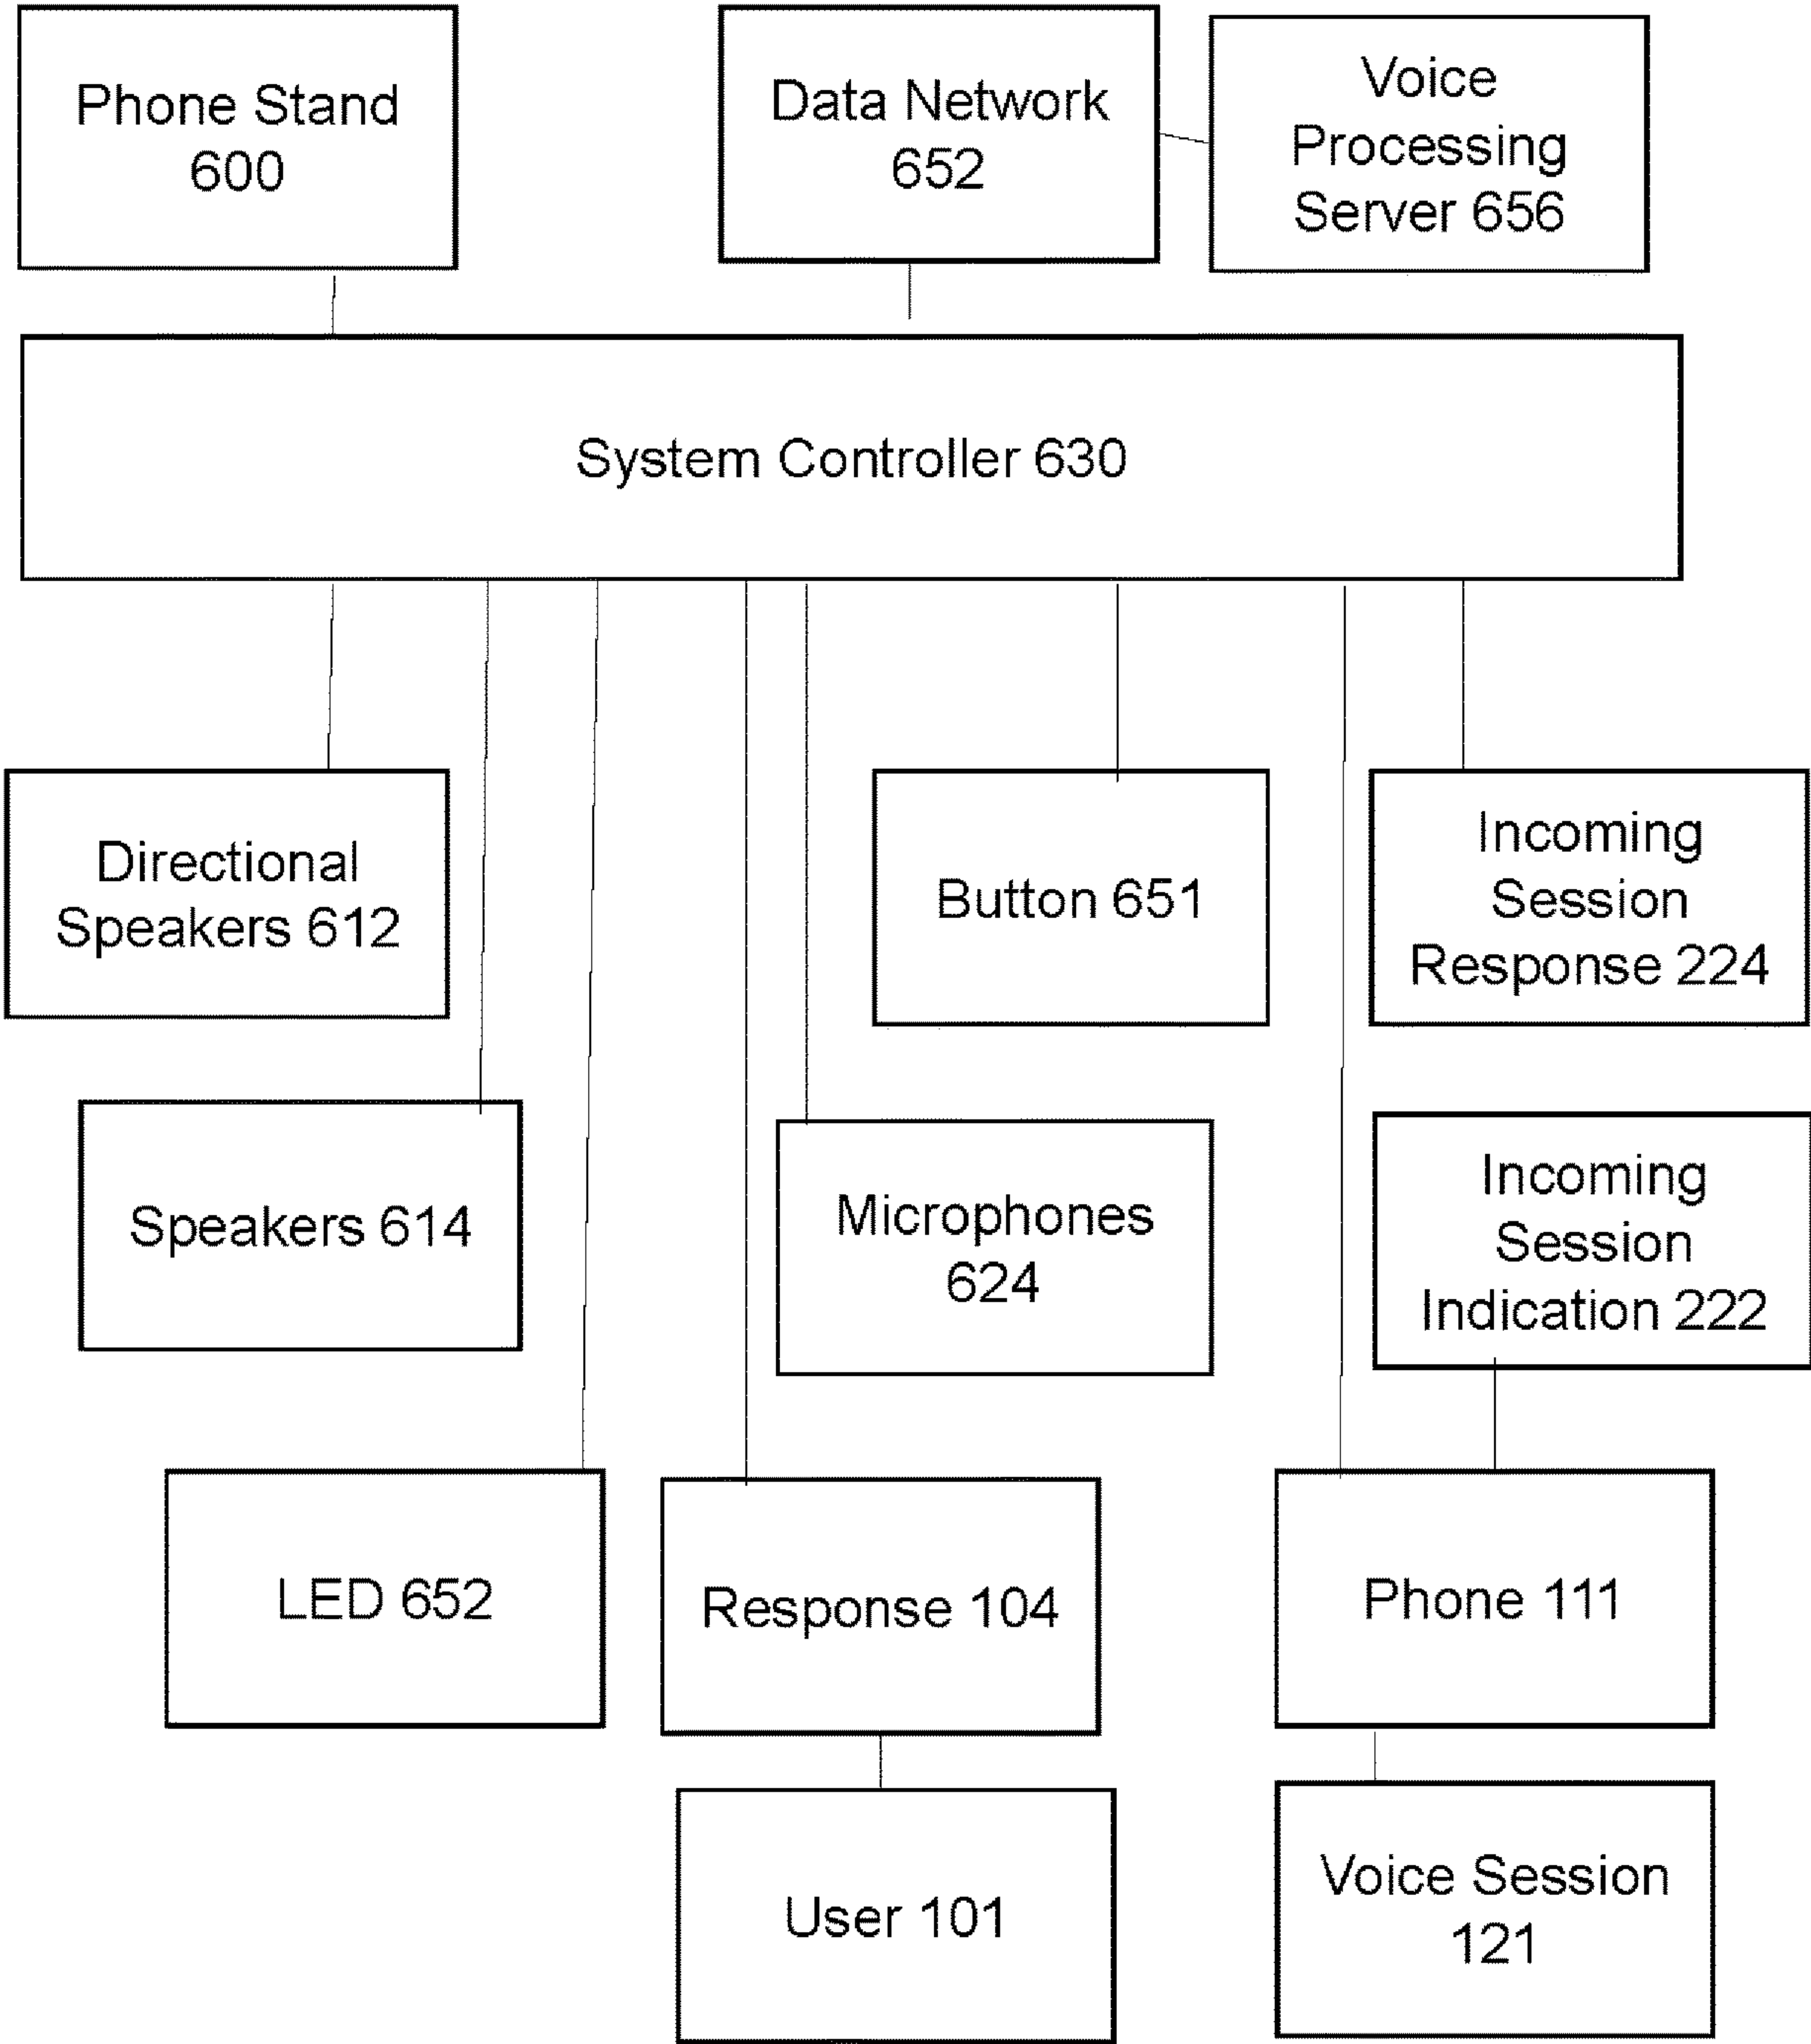 Phone Stand
600
Data Network
652
Voice
Processing
Server 656
System Controller 630
Directional
Speakers 612
Button 651
Incoming
Session
Response 224
Speakers 614
Microphones
624
Incoming
Session
Indication 222
LED 652
Response 104
Phone 111
User 101
Voice Session
121